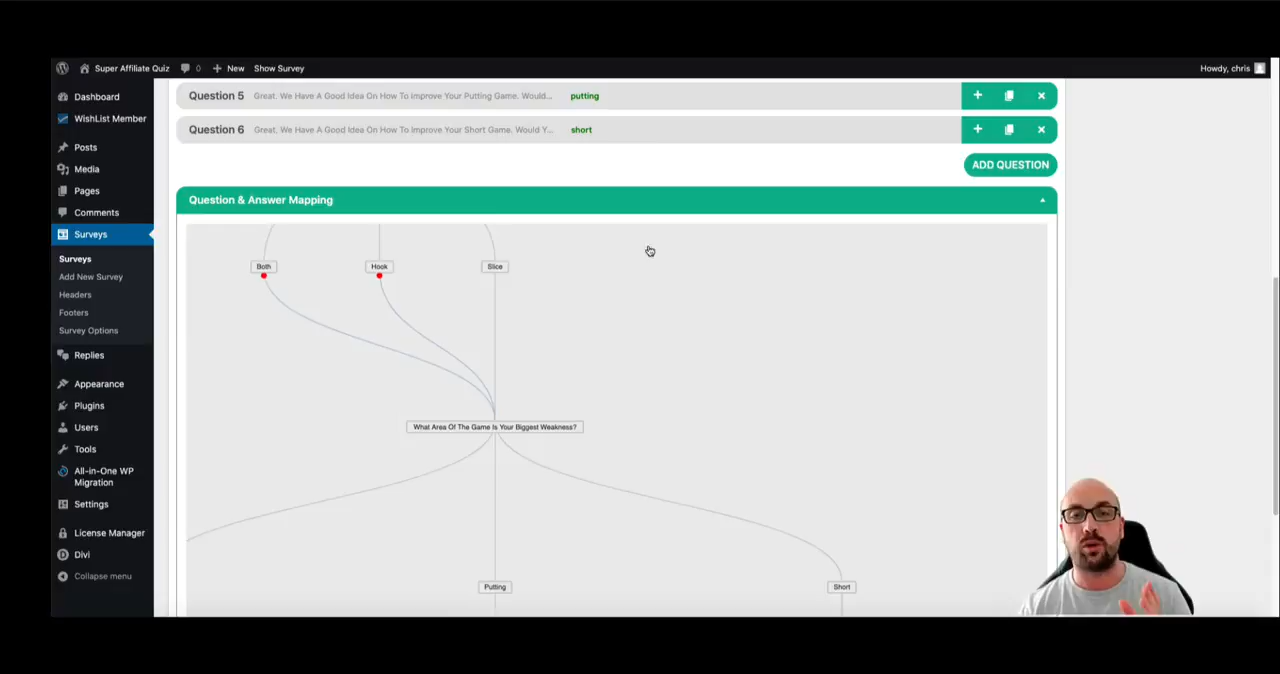 Super Affiliate Quiz 0 New Show Survey Howdy, chris
Dashboard
WishList Member
Posts
Media
Pages
Comments
Surveys
Surveys
Add New Survey
Headers
Footers
Survey Options
Replies
Appearance
Plugins
Users
Tools
All-in-One WP
Migration
Settings
License Manager
Divi
Collapse menu
Question 5 Great, We Have A Good Idea On How To Improve Your Putting Game. Would... putting
Question 6 Great, We Have A Good Idea On How To Improve Your Short Game. Would Y... short
ADD QUESTION
Question & Answer Mapping
Both Hook Slice
What Area Of The Game Is Your Biggest Weakness?
Putting Short